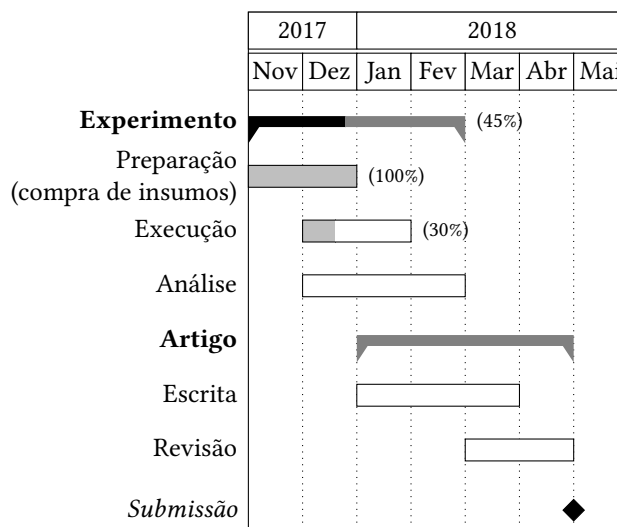 2017 2018
Nov Dez Jan Fev Mar Abr Mai
Experimento (45%)
Preparação
(compra de insumos) (100%)
Execução (30%)
Análise
Artigo
Escrita
Revisão
Submissão